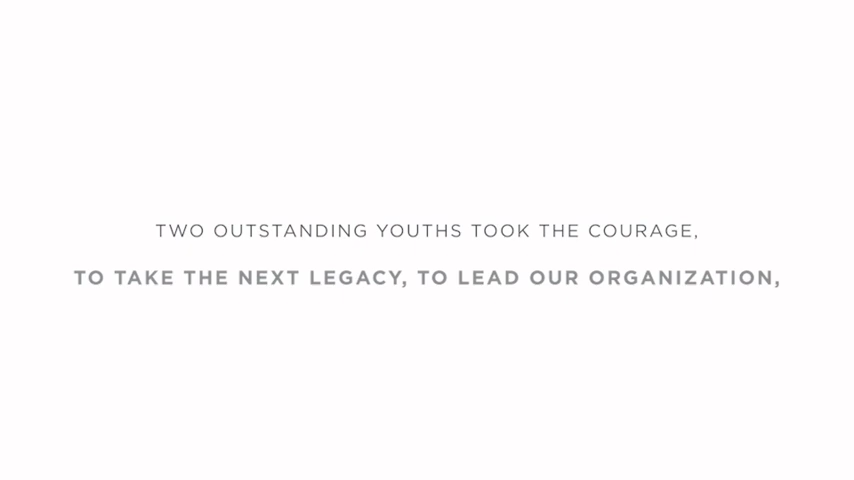 TWO OUTSTANDING YOUTHS TOOK THE COURAGE,
TO TAKE THE NEXT LEGACY, TO LEAD OUR ORGANIZATION,